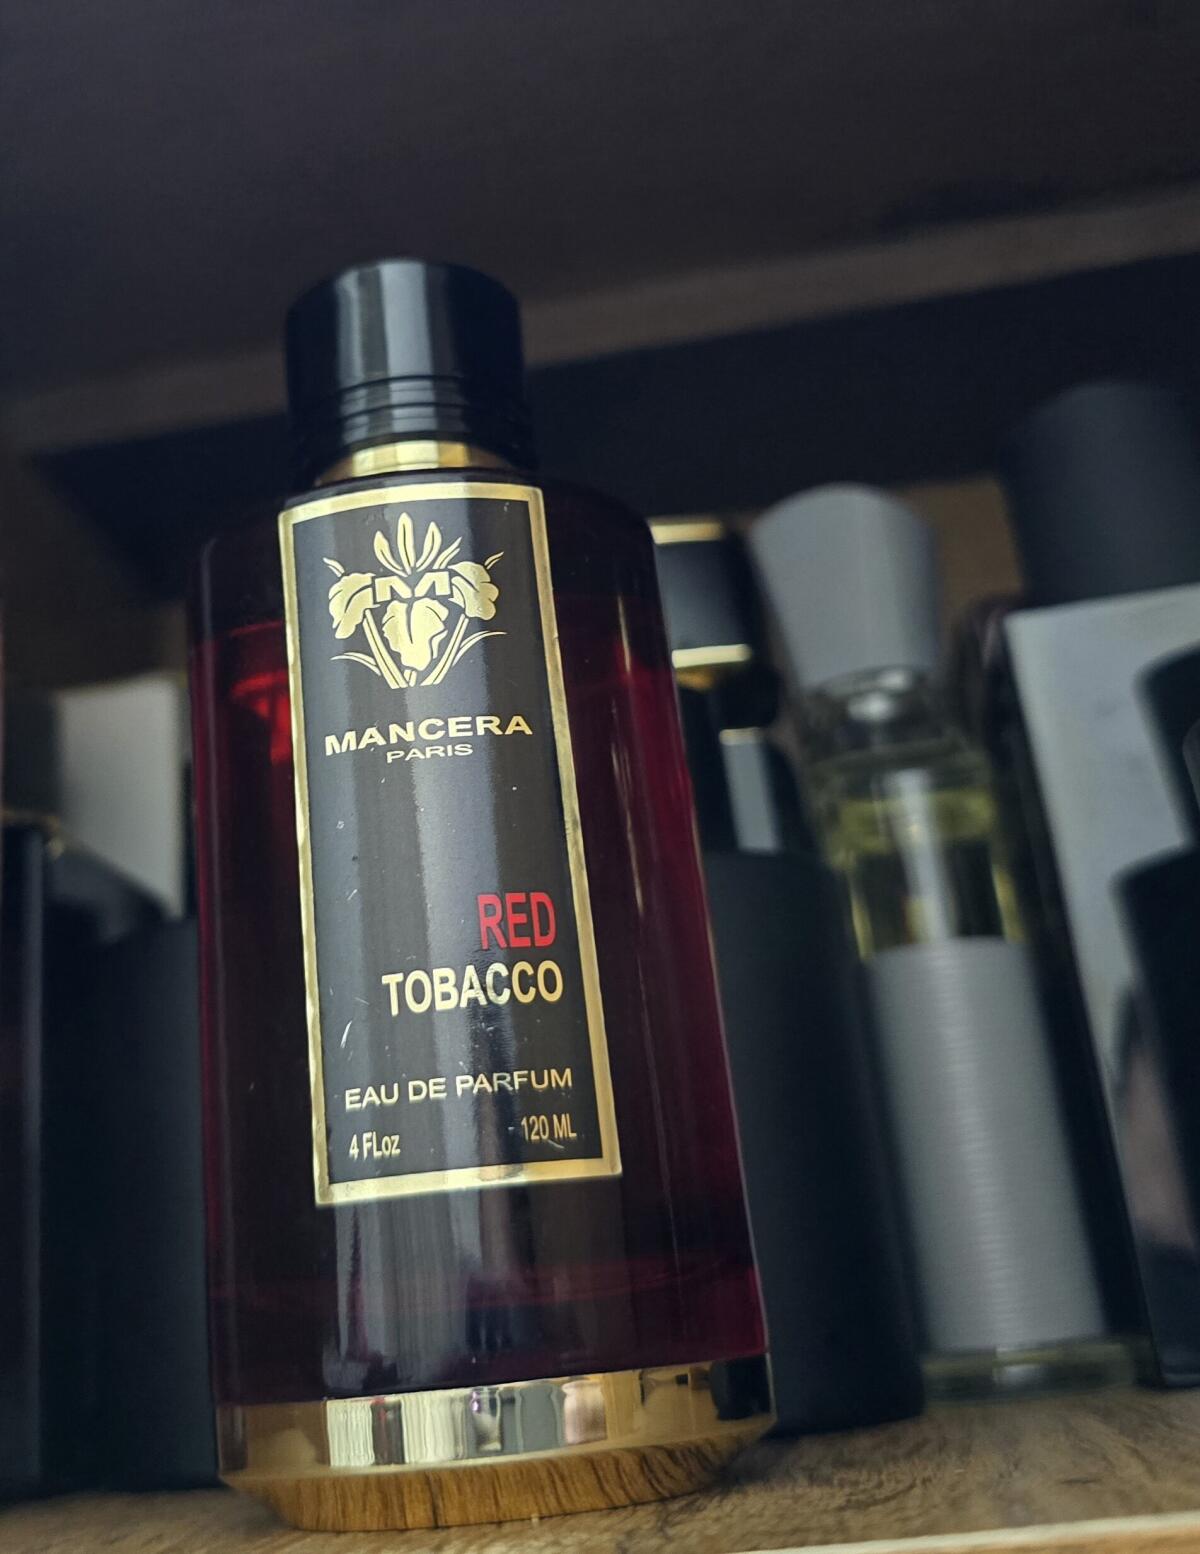 M
MANCERA
PARIS
RED
TOBACCO
EAU DE PARFUM
4 FLoz 120 ML